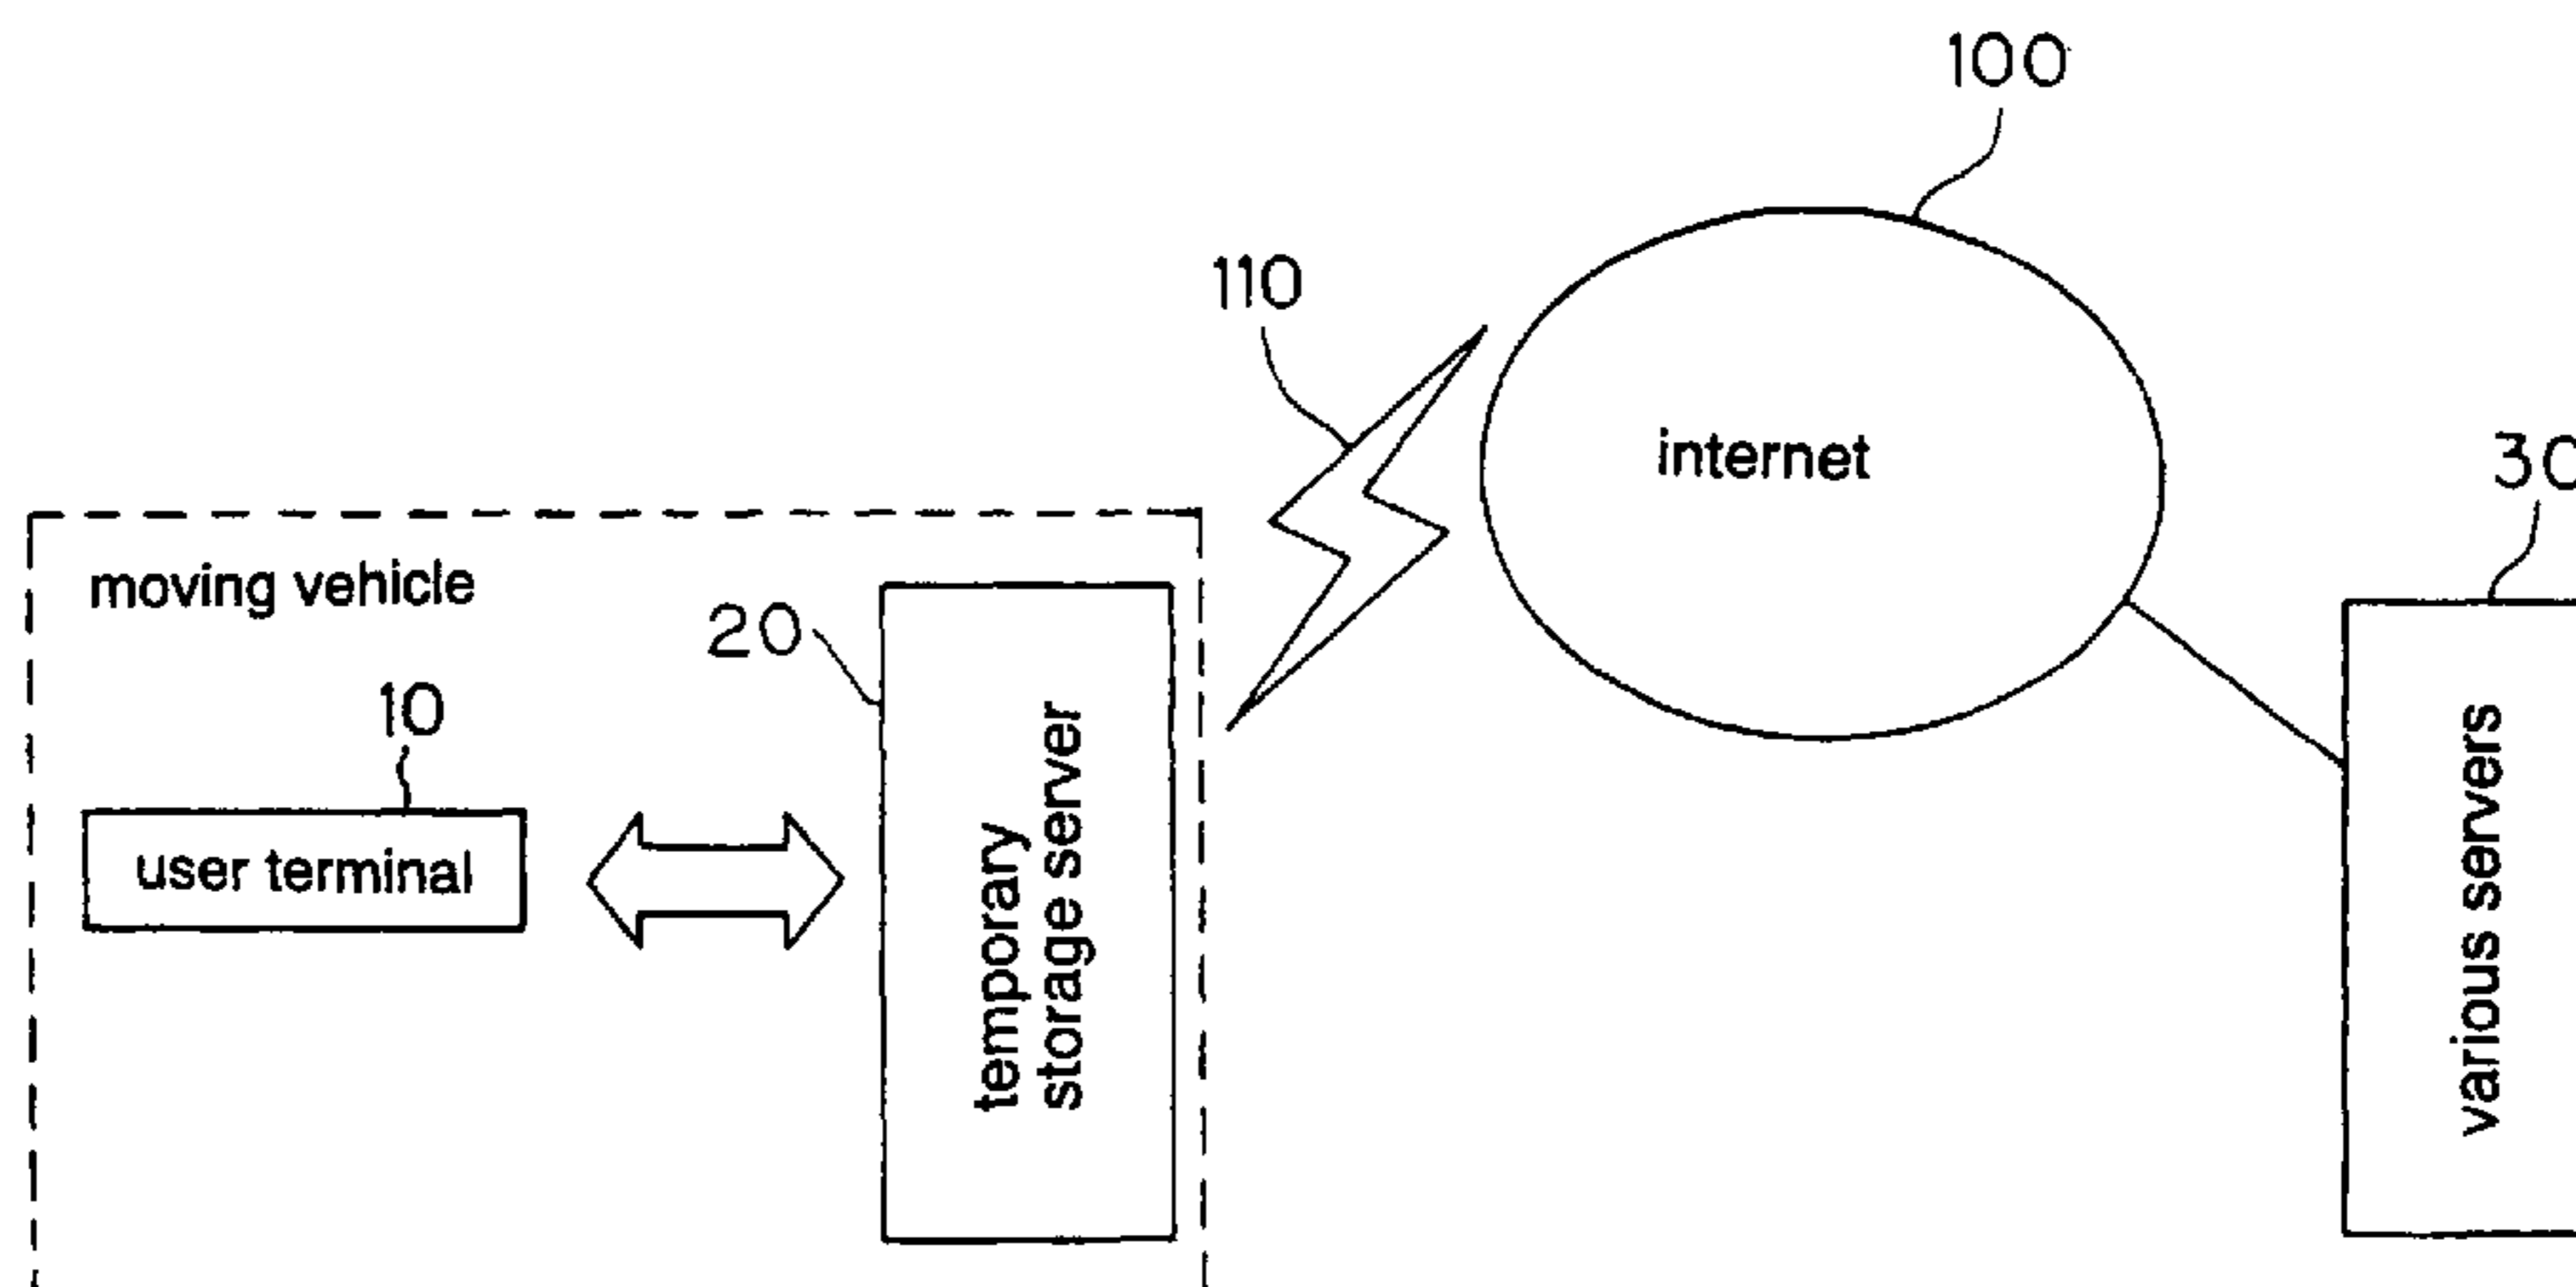 100
110
internet
30
moving vehicle
20
10
user terminal
temporary
storage server
various servers